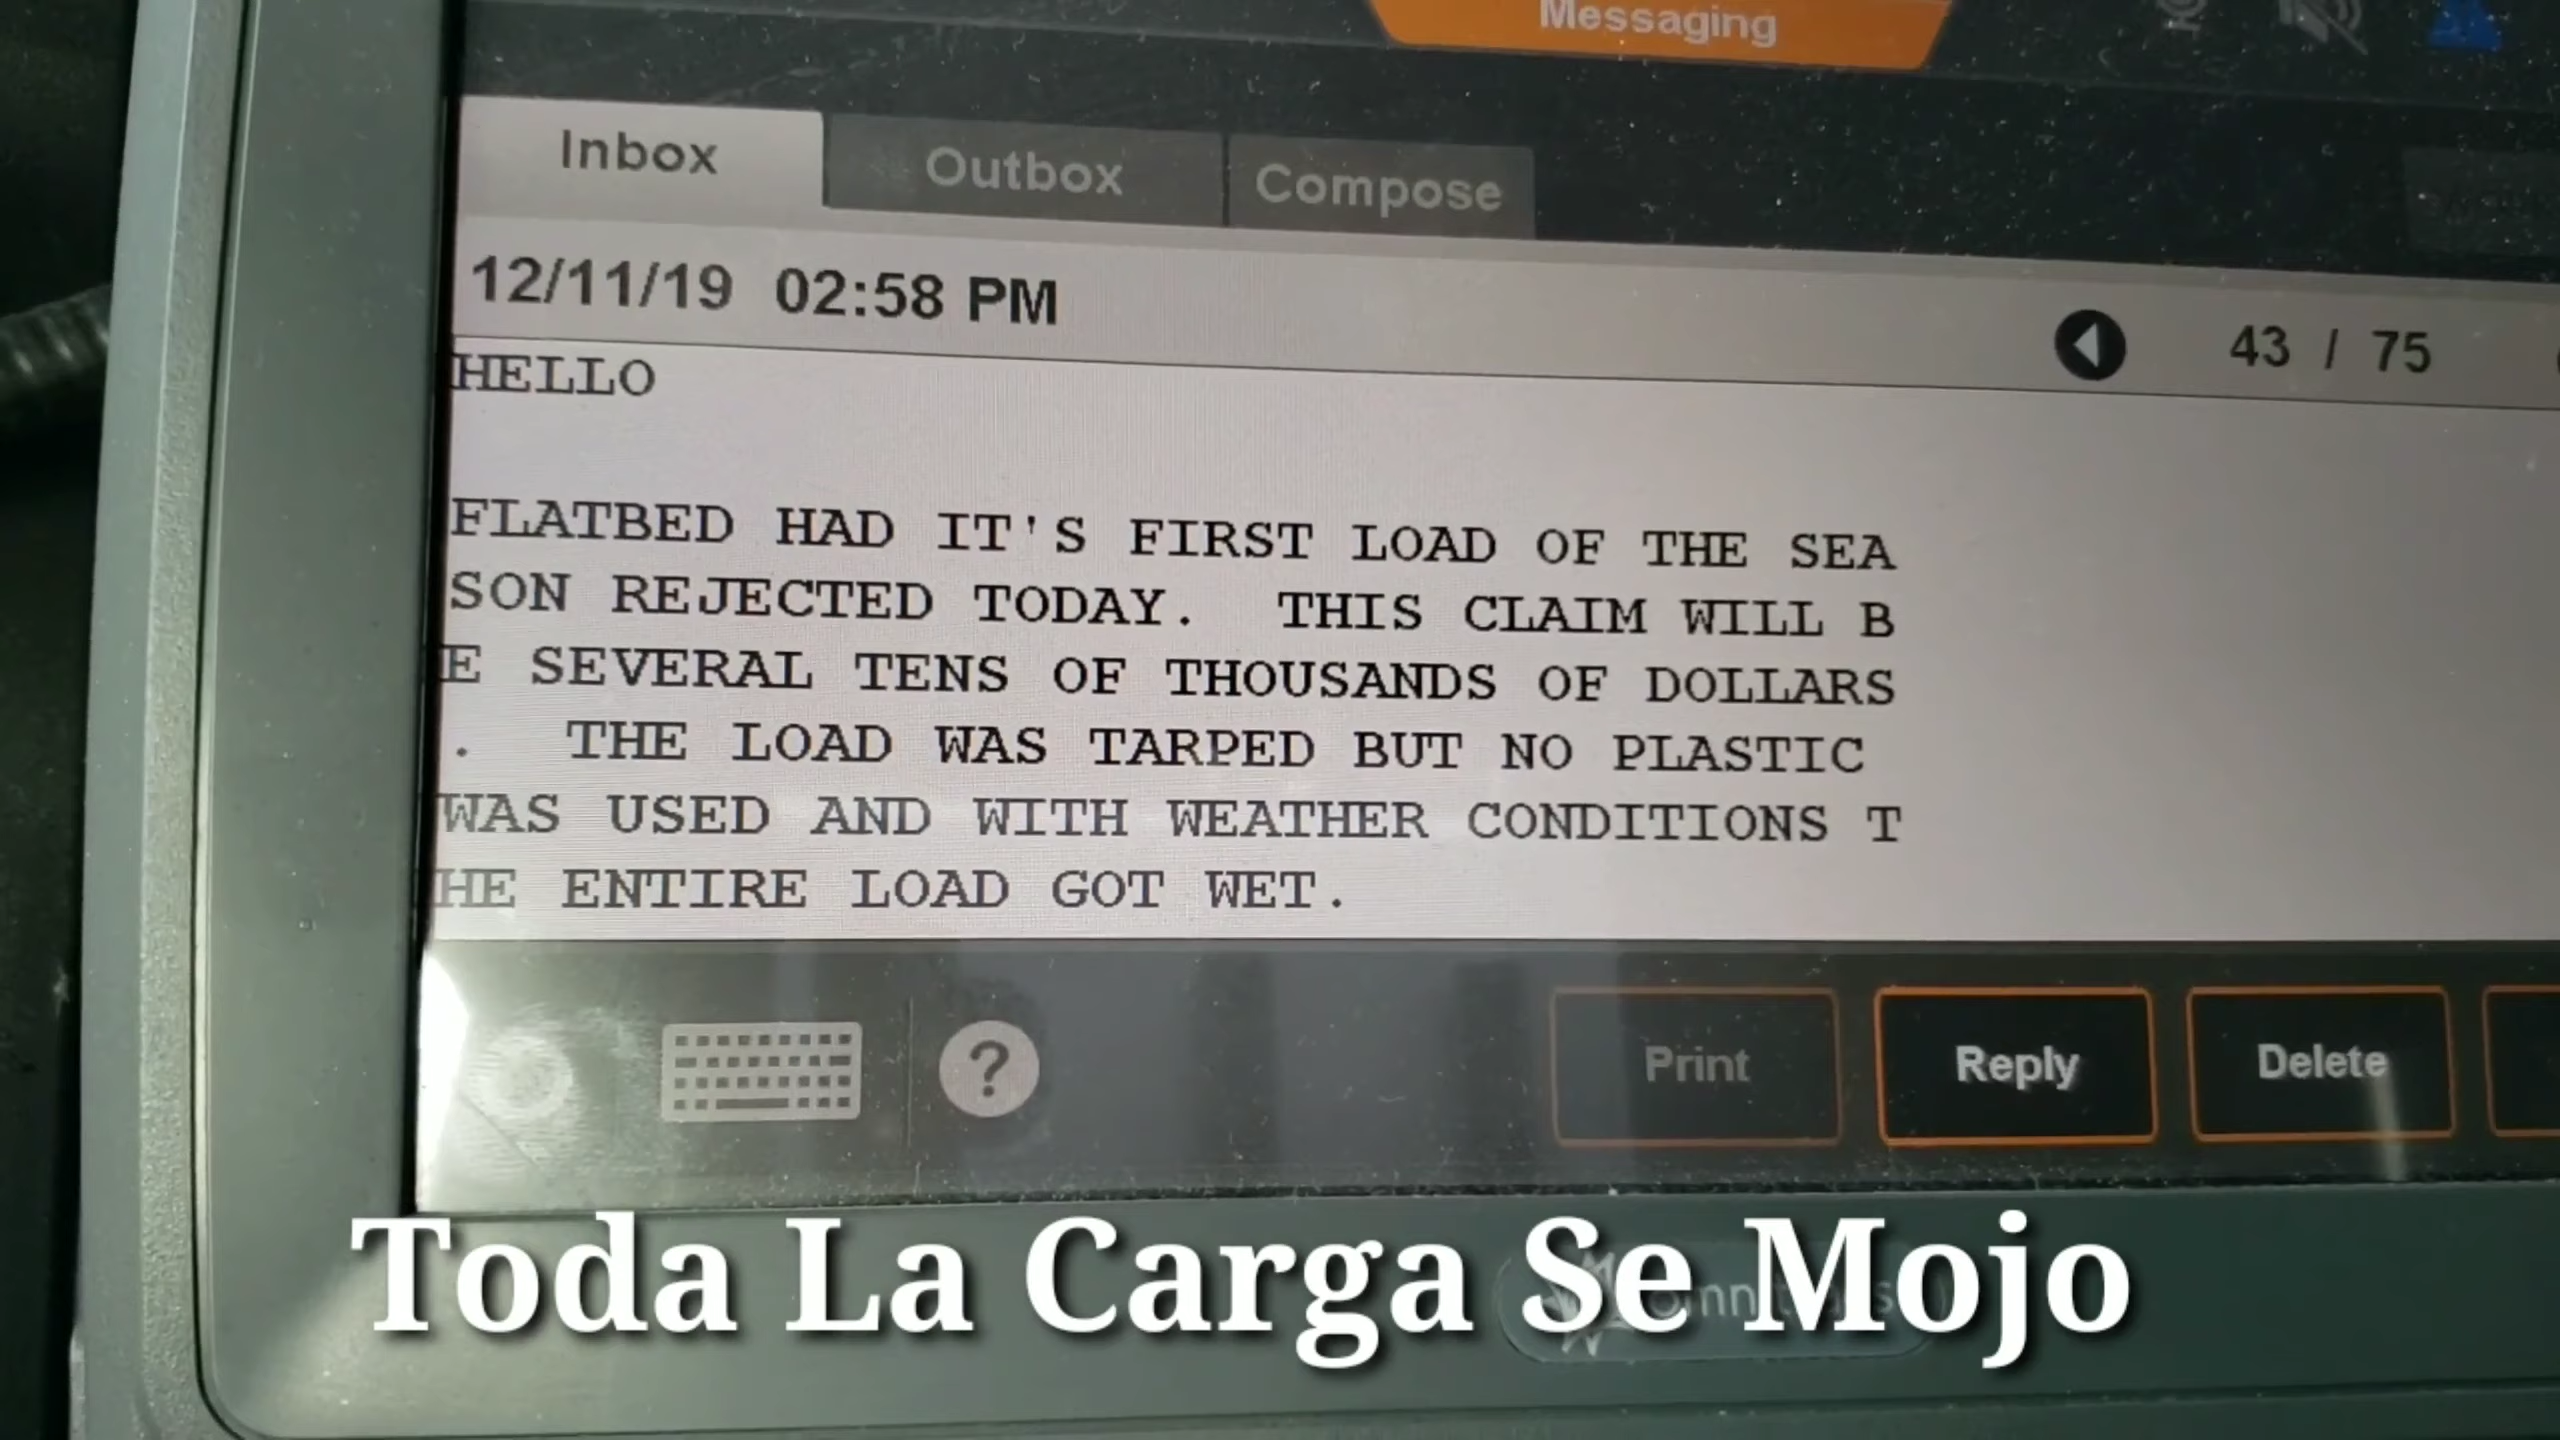 Messaging
Inbox
Outbox
Compose
12/11/19 02:58 PM
43 / 75
HELLO
FLATBED HAD IT'S FIRST LOAD OF THE SEA
SON REJECTED TODAY. THIS CLAIM WILL B
E SEVERAL TENS OF THOUSANDS OF DOLLARS
. THE LOAD WAS TARPED BUT NO PLASTIC
WAS USED AND WITH WEATHER CONDITIONS T
HE ENTIRE LOAD GOT WET.
?
Print
Reply
Delete
Toda La Carga Se Mojo